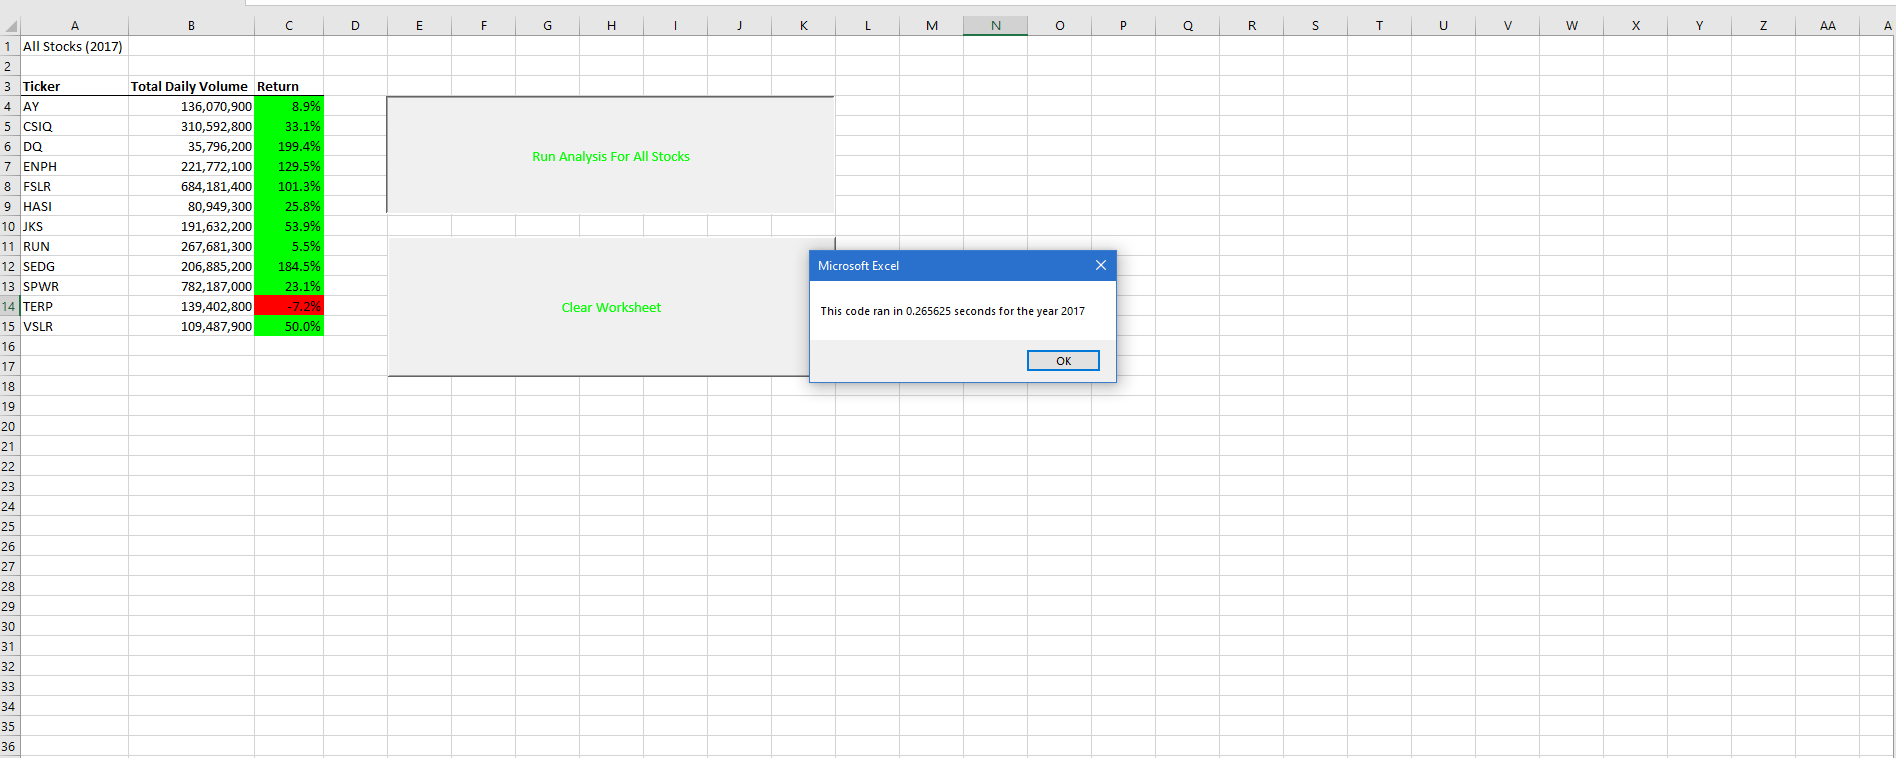 A B C D E F G H I J K L M N O P Q R S T U V W X Y Z AA A
1 All Stocks (2017)
2
3 Ticker Total Daily Volume Return
4 AY 136,070,900 8.9%
5 CSIQ 310,592,800 33.1%
6 DQ 35,796,200 199.4%
7 ENPH 221,772,100 129.5%
8 FSLR 684,181,400 101.3%
9 HASI 80,949,300 25.8%
10 JKS 191,632,200 53.9%
11 RUN 267,681,300 5.5%
12 SEDG 206,885,200 184.5%
13 SPWR 782,187,000 23.1%
14 TERP 139,402,800 -7.2%
15 VSLR 109,487,900 50.0%
16
17
18
19
20
21
22
23
24
25
26
27
28
29
30
31
32
33
34
35
36
Run Analysis For All Stocks
Clear Worksheet
Microsoft Excel
This code ran in 0.265625 seconds for the year 2017
OK